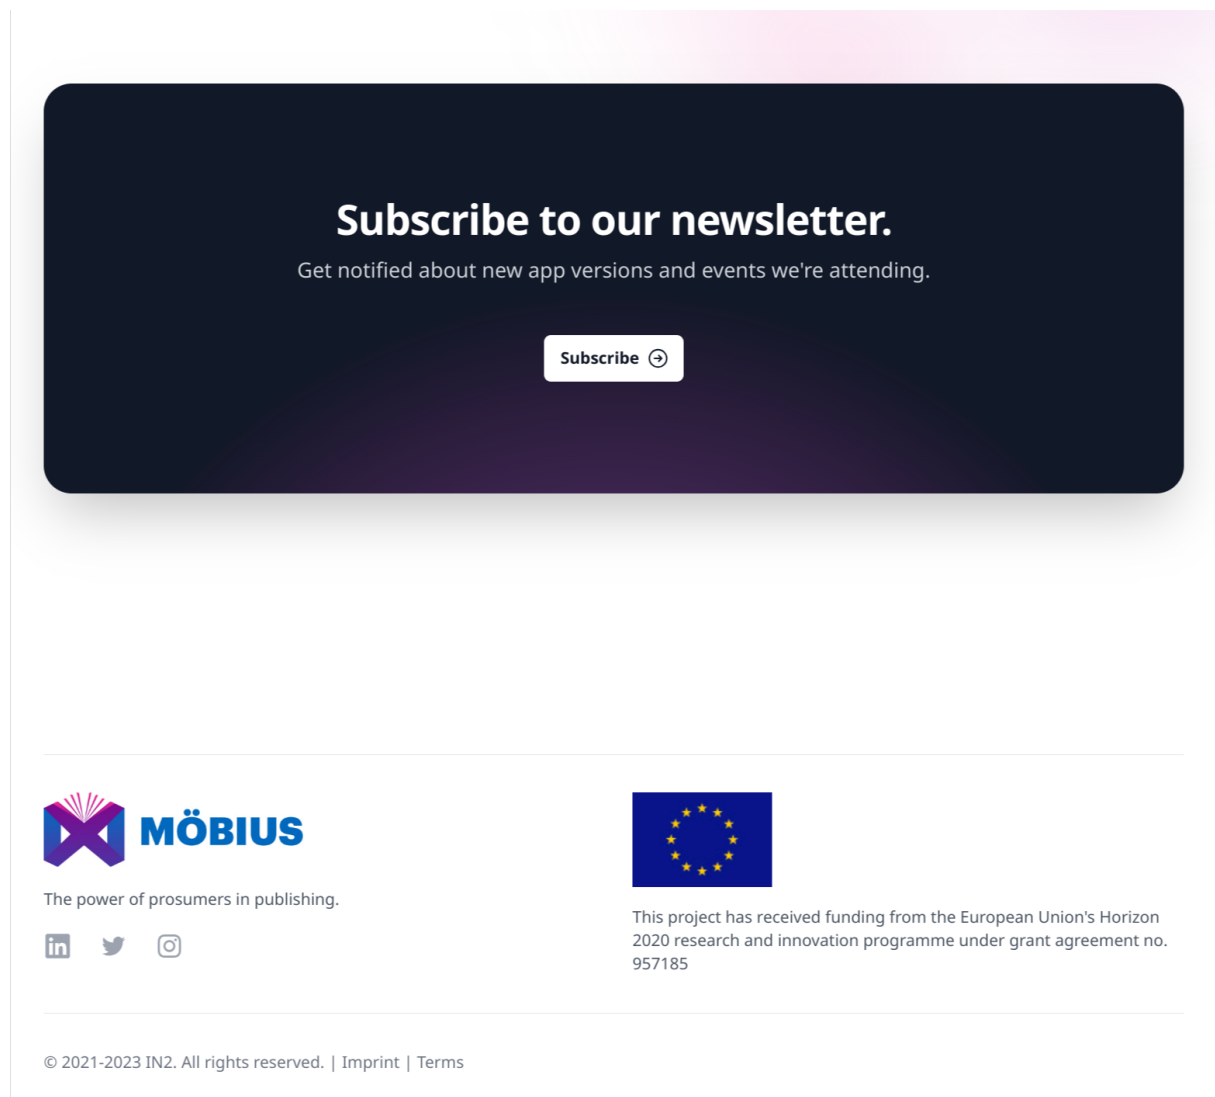 Subscribe to our newsletter.
Get notified about new app versions and events we're attending.
Subscribe
MÖBIUS
The power of prosumers in publishing.
in
This project has received funding from the European Union's Horizon
2020 research and innovation programme under grant agreement no.
957185
© 2021-2023 IN2. All rights reserved. | Imprint | Terms